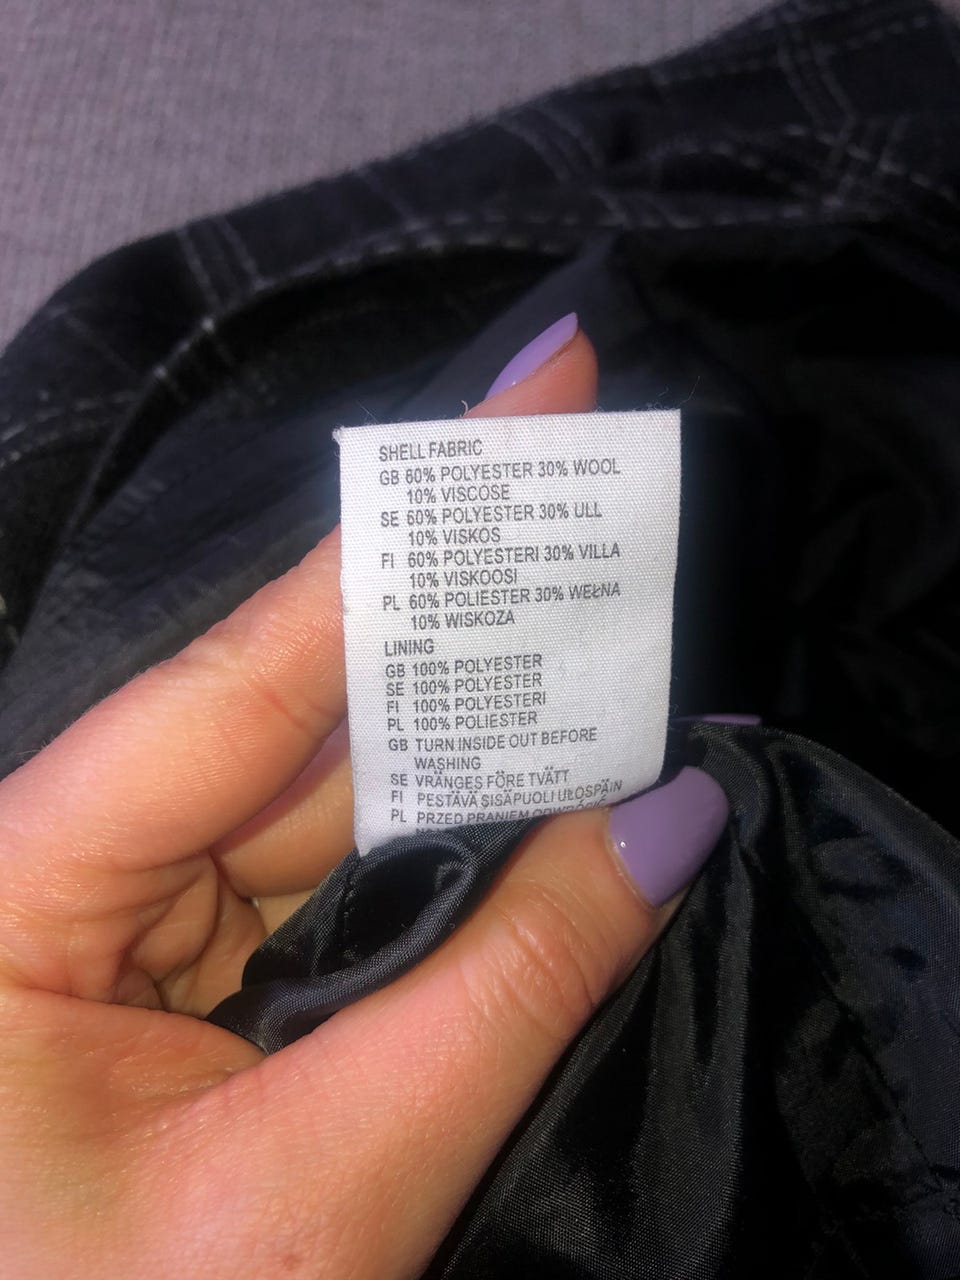 SHELL FABRIC
GB 60% POLYESTER 30% WOOL
10% VISCOSE
SE 60% POLYESTER 30% ULL
10% VISKOS
FI 60% POLYESTERI 30% VILLA
10% VISKOOSI
PL 60% POLIESTER 30% WEŁNA
10% WISKOZA
LINING
GB 100% POLYESTER
SE 100% POLYESTER
FI 100% POLYESTERI
PL 100% POLIESTER
GB TURN INSIDE OUT BEFORE
WASHING
SE VRÄNGES FÖRE TVÄTT
FI PESTÄVÄ SISÄPUOLI ULOSPÄIN
PL PRZED PRANIEM ODWRÓCIĆ